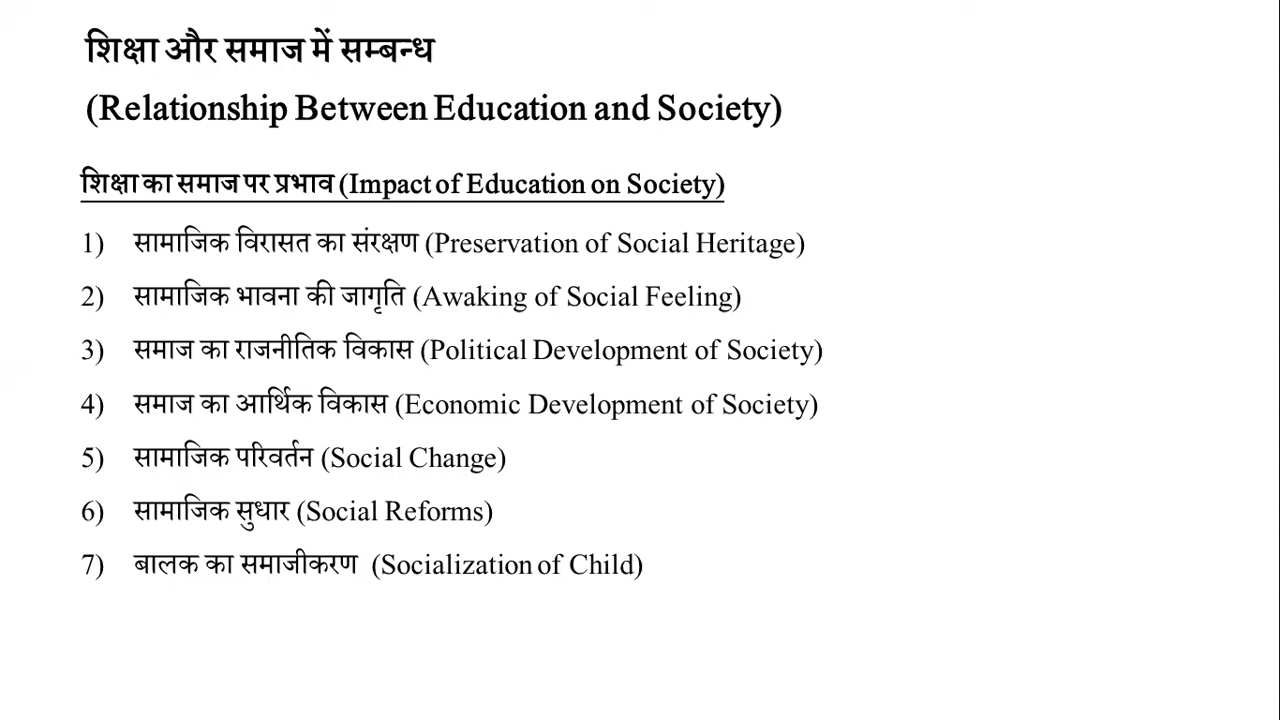 शिक्षा और समाज में सम्बन्ध
(Relationship Between Education and Society)
शिक्षा का समाज पर प्रभाव (Impact of Education on Society)
1) सामाजिक विरासत का संरक्षण (Preservation of Social Heritage)
2) सामाजिक भावना की जागृति (Awaking of Social Feeling)
3) समाज का राजनीतिक विकास (Political Development of Society)
4) समाज का आर्थिक विकास (Economic Development of Society)
5) सामाजिक परिवर्तन (Social Change)
6) सामाजिक सुधार (Social Reforms)
7) बालक का समाजीकरण (Socialization of Child)